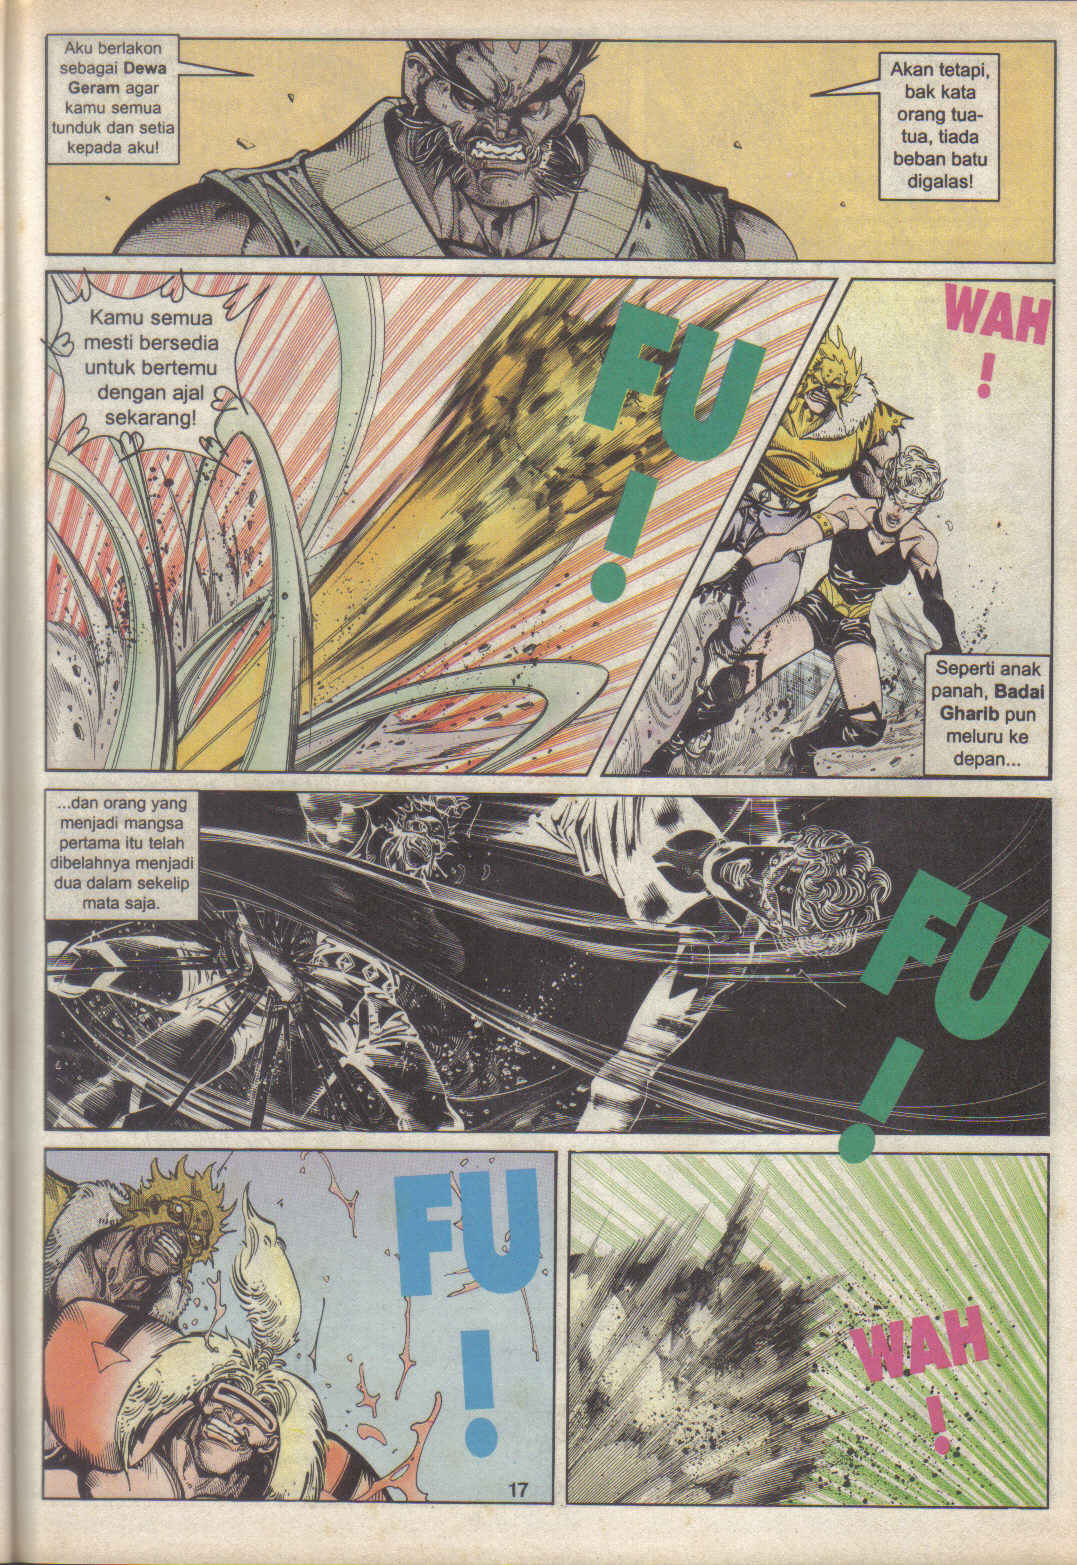 Aku berlakon
sebagai Dewa
Geram agar
kamu semua
tunduk dan setia
kepada aku!
Akan tetapi,
bak kata
orang tua-
tua, tiada
beban batu
digalas!
Kamu semua
mesti bersedia
untuk bertemu
dengan ajal
sekarang!
FU
!
WAH
!
Seperti anak
panah, Badai
Gharib pun
meluru ke
depan...
...dan orang yang
menjadi mangsa
pertama itu telah
dibelahnya menjadi
dua dalam sekelip
mata saja.
FU
!
FU
!
WAH
!
17